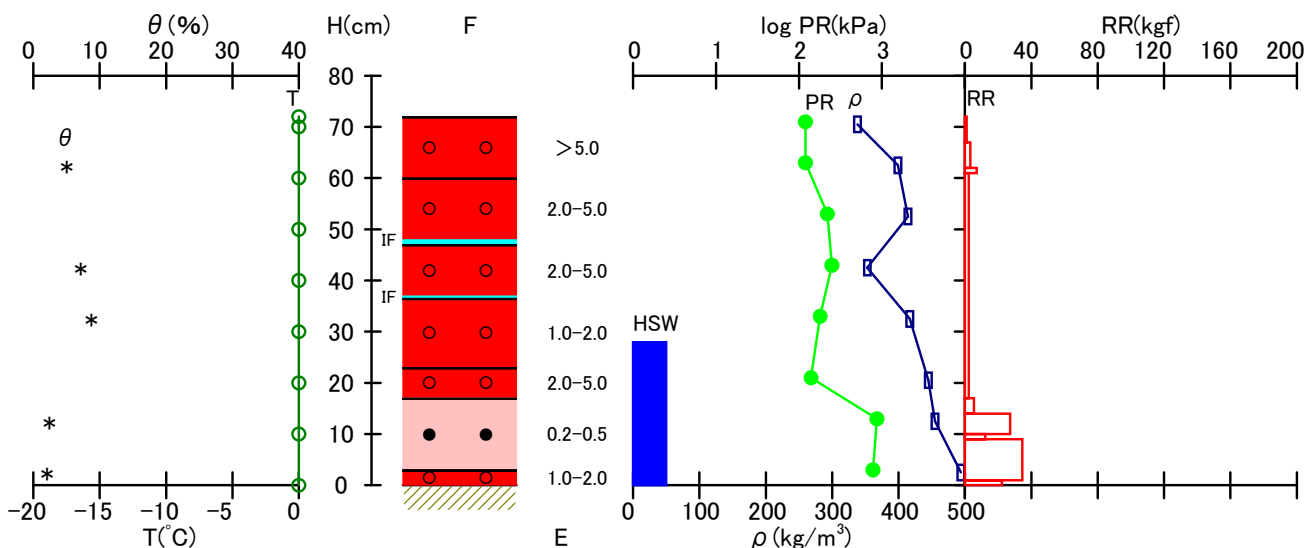 θ(%) H(cm) F log PR(kPa) RR(kgf)
0 10 20 30 40 0 1 2 3 0 40 80 120 160 200
80
T PR ρ RR
70
θ >5.0
60
2.0-5.0
50
IF
40 2.0-5.0
IF
30 1.0-2.0 HSW
20 2.0-5.0
10 0.2-0.5
1.0-2.0
0
-20 -15 -10 -5 0 0 100 200 300 400 500
T(°C) E ρ(kg/m³)